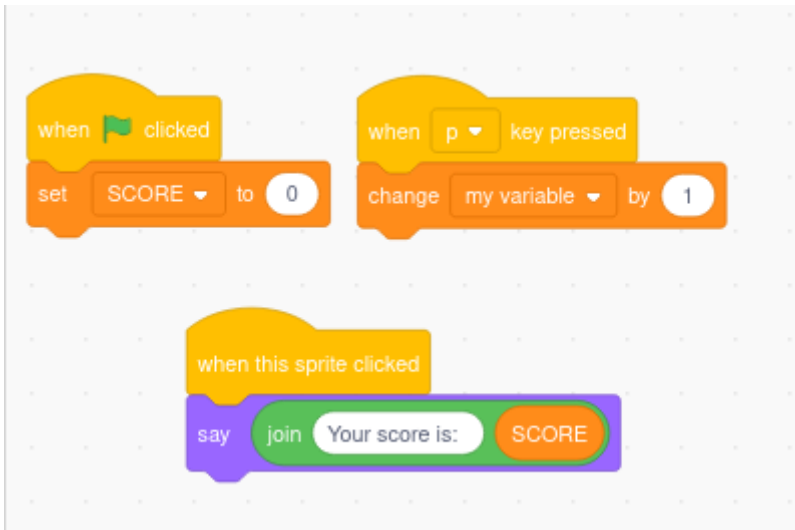 when clicked
set SCORE to 0
when p key pressed
change my variable by 1
when this sprite clicked
say join Your score is: SCORE